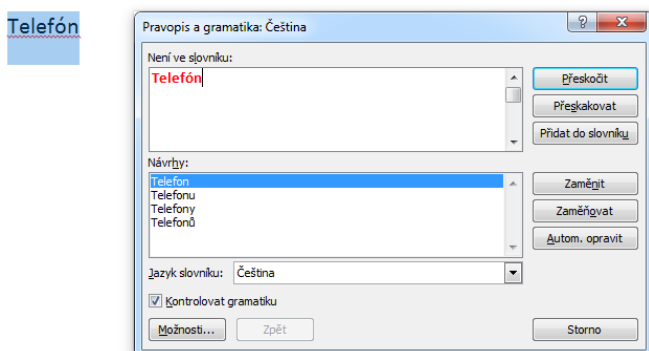 Telefón
Pravopis a gramatika: Čeština
Není ve slovníku:
Telefón
Přeskočit
Přeskakovat
Přidat do slovníku
Návrhy:
Telefon
Telefonu
Telefony
Telefonů
Zaměnit
Zaměňovat
Autom. opravit
Jazyk slovníku: Čeština
Kontrolovat gramatiku
Možnosti... Zpět Storno